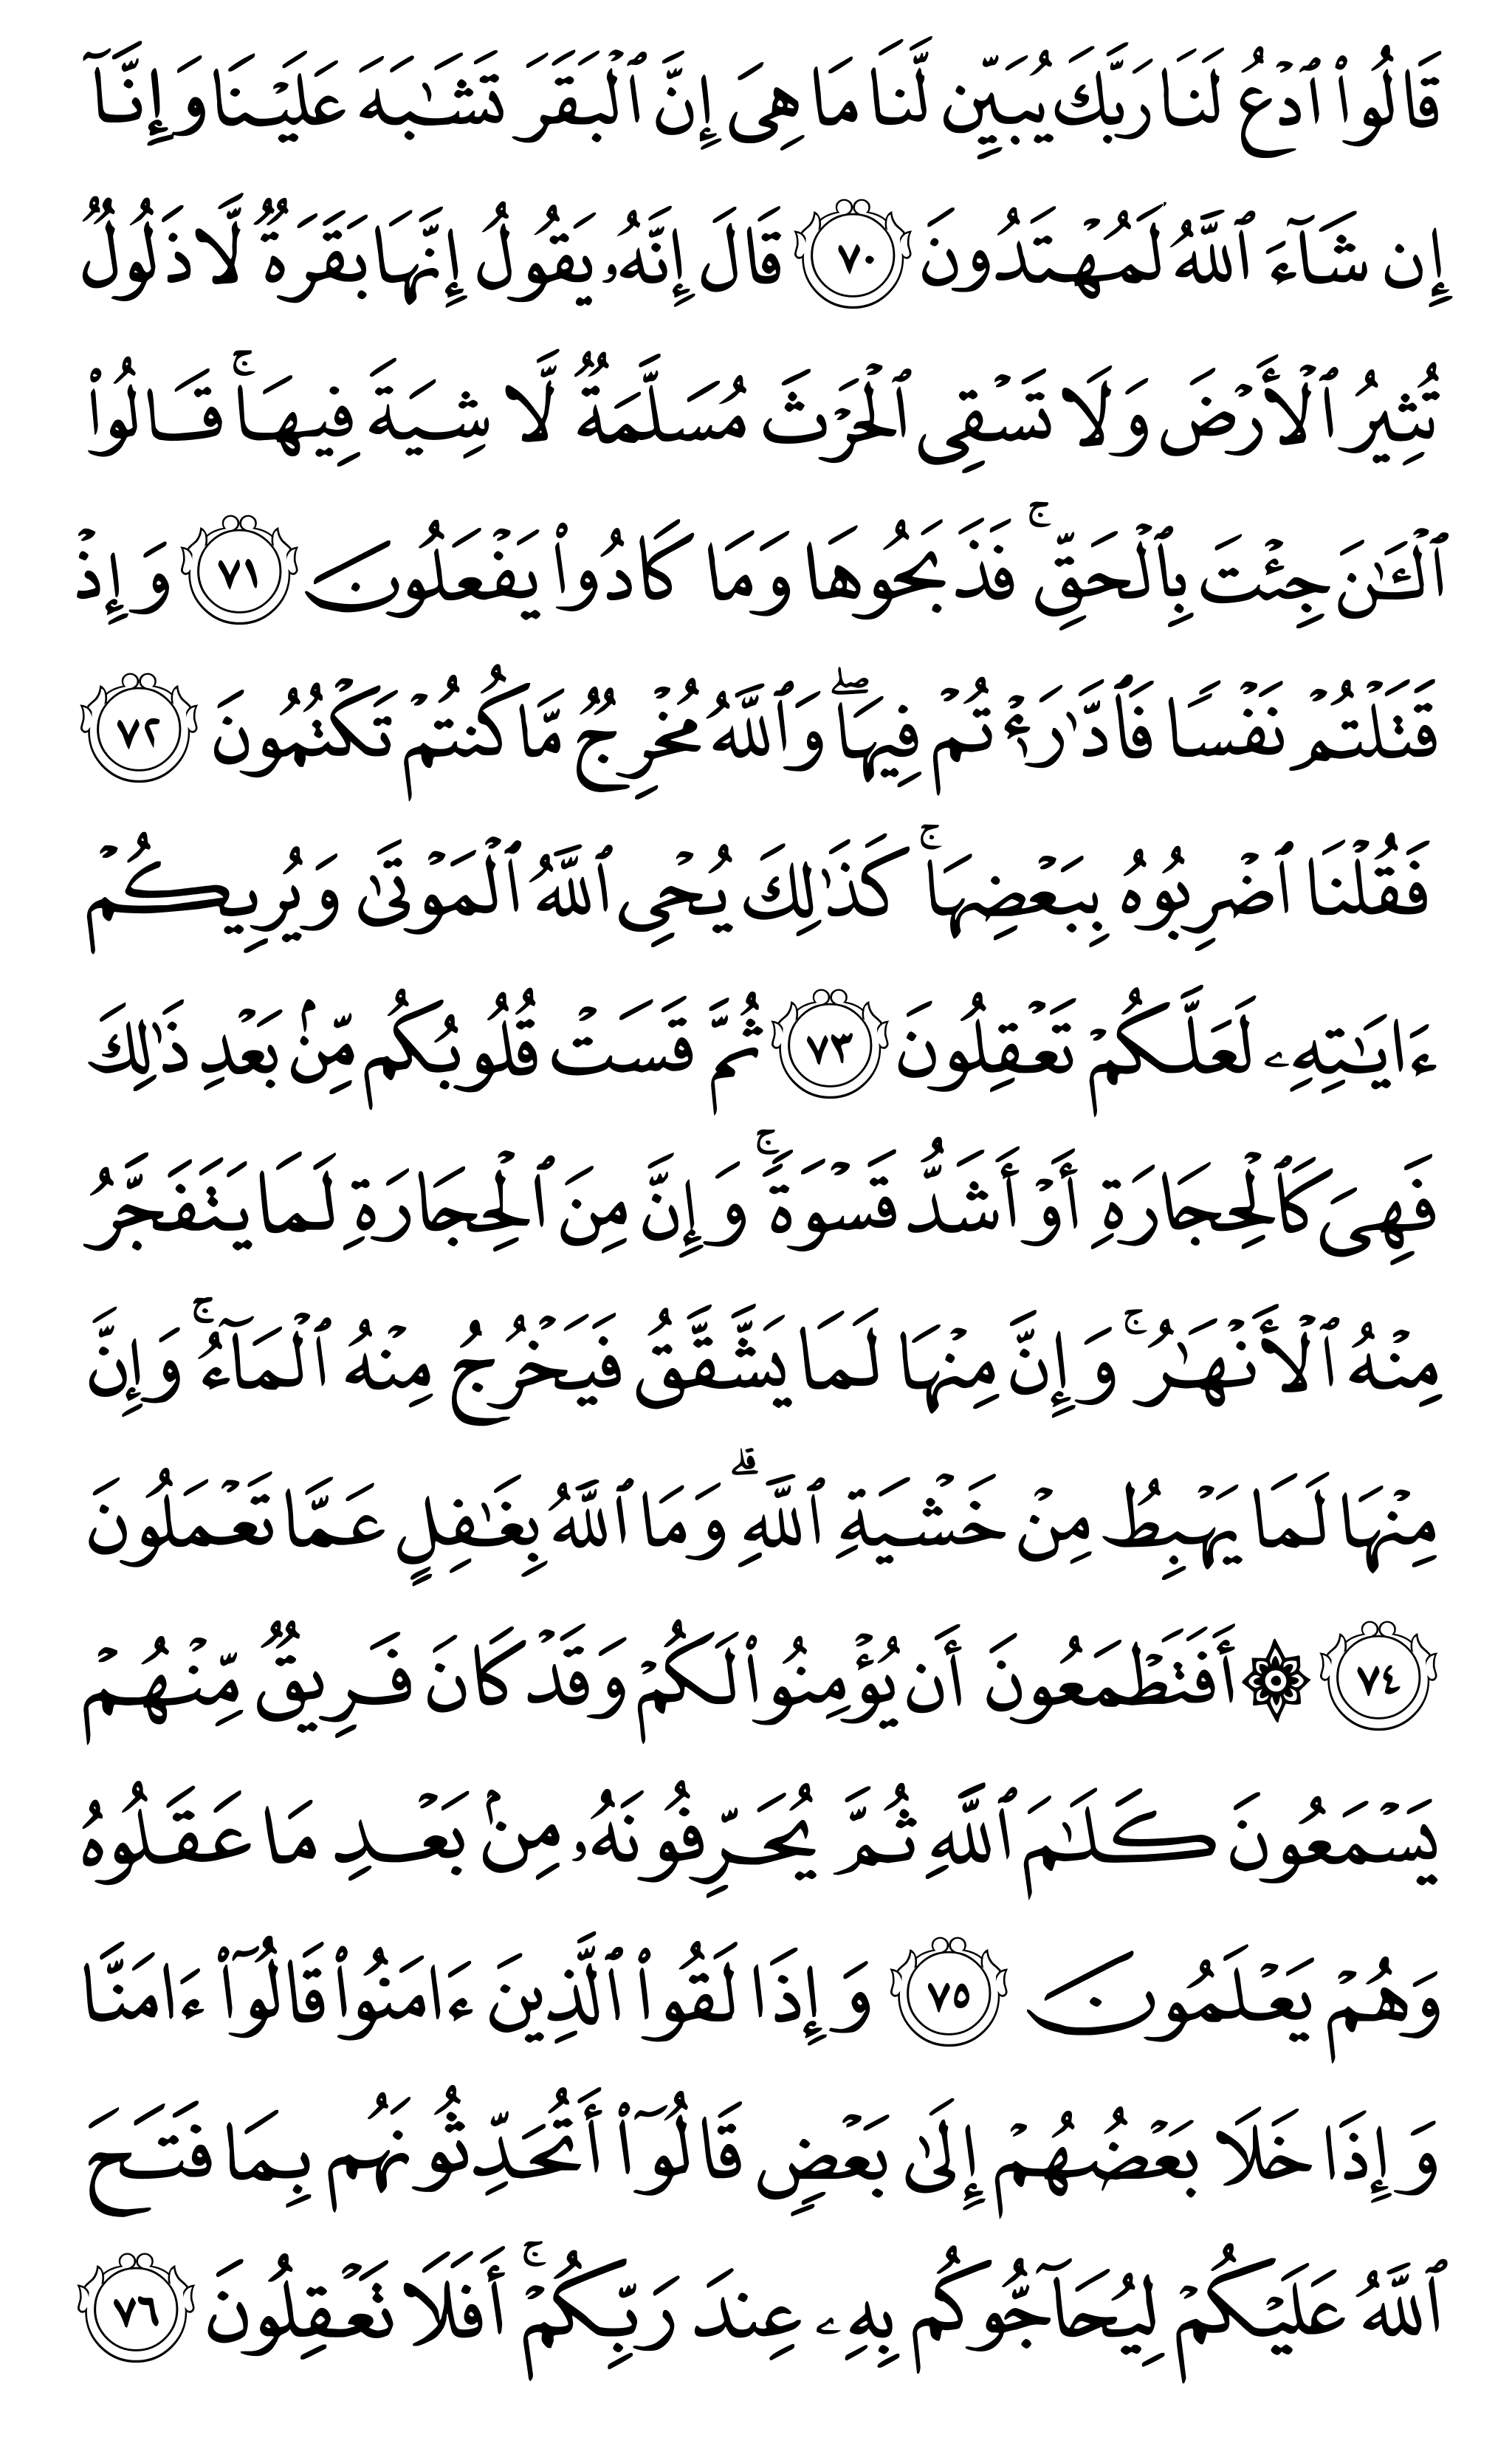 قَالُوا۟ ٱدْعُ لَنَا رَبَّكَ يُبَيِّن لَّنَا مَا هِىَ إِنَّ ٱلْبَقَرَ تَشَـٰبَهَ عَلَيْنَا وَإِنَّآ
إِن شَآءَ ٱللَّهُ لَمُهْتَدُونَ ٧٠ قَالَ إِنَّهُۥ يَقُولُ إِنَّهَا بَقَرَةٌ لَّا ذَلُولٌ
تُثِيرُ ٱلْأَرْضَ وَلَا تَسْقِى ٱلْحَرْثَ مُسَلَّمَةٌ لَّا شِيَةَ فِيهَا ۚ قَالُوا۟
ٱلْـَٔـٰنَ جِئْتَ بِٱلْحَقِّ ۚ فَذَبَحُوهَا وَمَا كَادُوا۟ يَفْعَلُونَ ٧١ وَإِذْ
قَتَلْتُمْ نَفْسًا فَٱدَّٰرَْٰٔتُمْ فِيهَا ۖ وَٱللَّهُ مُخْرِجٌ مَّا كُنتُمْ تَكْتُمُونَ ٧٢
فَقُلْنَا ٱضْرِبُوهُ بِبَعْضِهَا ۚ كَذَٰلِكَ يُحْىِ ٱللَّهُ ٱلْمَوْتَىٰ وَيُرِيكُمْ
ءَايَـٰتِهِۦ لَعَلَّكُمْ تَعْقِلُونَ ٧٣ ثُمَّ قَسَتْ قُلُوبُكُم مِّنۢ بَعْدِ ذَٰلِكَ
فَهِىَ كَٱلْحِجَارَةِ أَوْ أَشَدُّ قَسْوَةً ۚ وَإِنَّ مِنَ ٱلْحِجَارَةِ لَمَا يَتَفَجَّرُ
مِنْهُ ٱلْأَنْهَـٰرُ ۚ وَإِنَّ مِنْهَا لَمَا يَشَّقَّقُ فَيَخْرُجُ مِنْهُ ٱلْمَآءُ ۚ وَإِنَّ
مِنْهَا لَمَا يَهْبِطُ مِنْ خَشْيَةِ ٱللَّهِ ۗ وَمَا ٱللَّهُ بِغَـٰفِلٍ عَمَّا تَعْمَلُونَ
٧٤ ۞ أَفَتَطْمَعُونَ أَن يُؤْمِنُوا۟ لَكُمْ وَقَدْ كَانَ فَرِيقٌ مِّنْهُمْ
يَسْمَعُونَ كَلَـٰمَ ٱللَّهِ ثُمَّ يُحَرِّفُونَهُۥ مِنۢ بَعْدِ مَا عَقَلُوهُ
وَهُمْ يَعْلَمُونَ ٧٥ وَإِذَا لَقُوا۟ ٱلَّذِينَ ءَامَنُوا۟ قَالُوٓا۟ ءَامَنَّا
وَإِذَا خَلَا بَعْضُهُمْ إِلَىٰ بَعْضٍ قَالُوٓا۟ أَتُحَدِّثُونَهُم بِمَا فَتَحَ
ٱللَّهُ عَلَيْكُمْ لِيُحَآجُّوكُم بِهِۦ عِندَ رَبِّكُمْ ۚ أَفَلَا تَعْقِلُونَ ٧٦